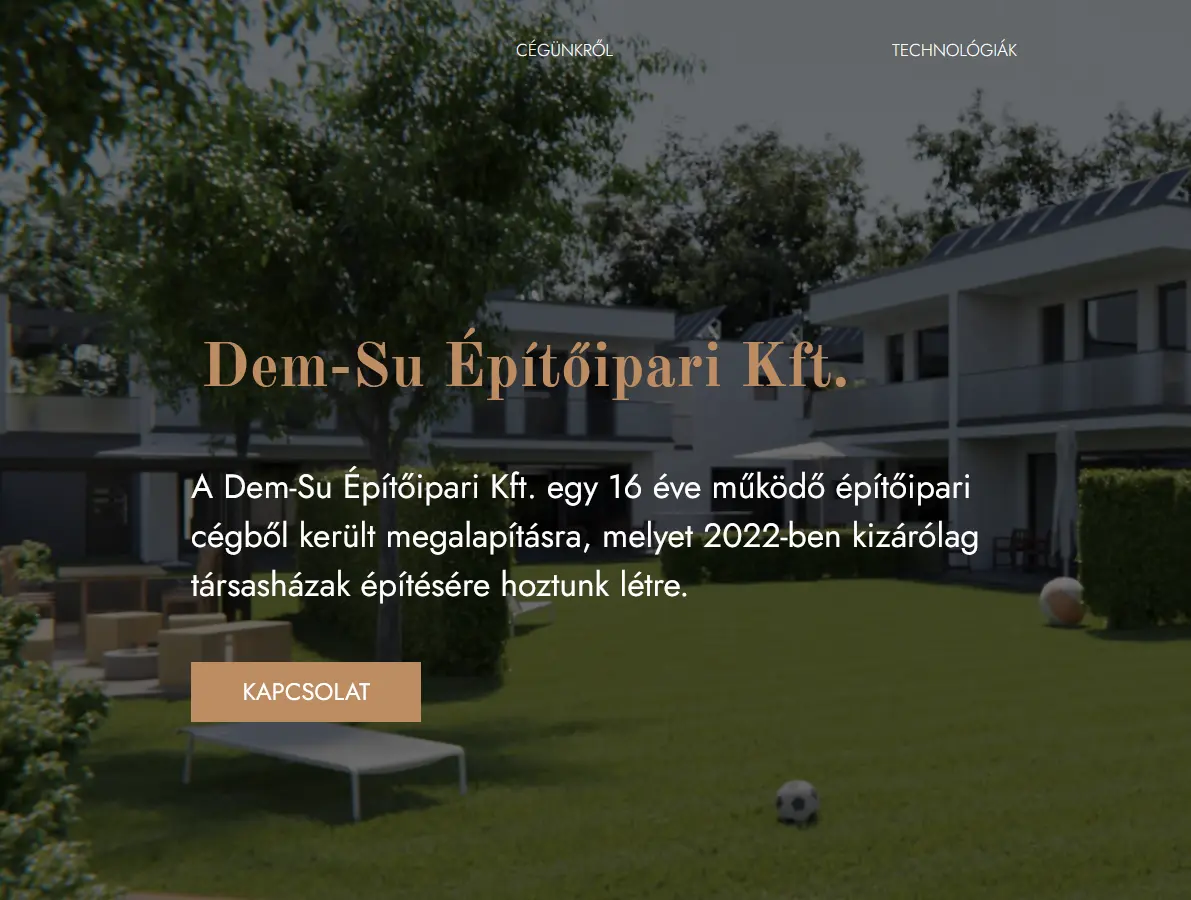 CÉGÜNKRŐL
TECHNOLÓGIÁK
Dem-Su Építőipari Kft.
A Dem-Su Építőipari Kft. egy 16 éve működő építőipari
cégből került megalapításra, melyet 2022-ben kizárólag
társasházak építésére hoztunk létre.
KAPCSOLAT